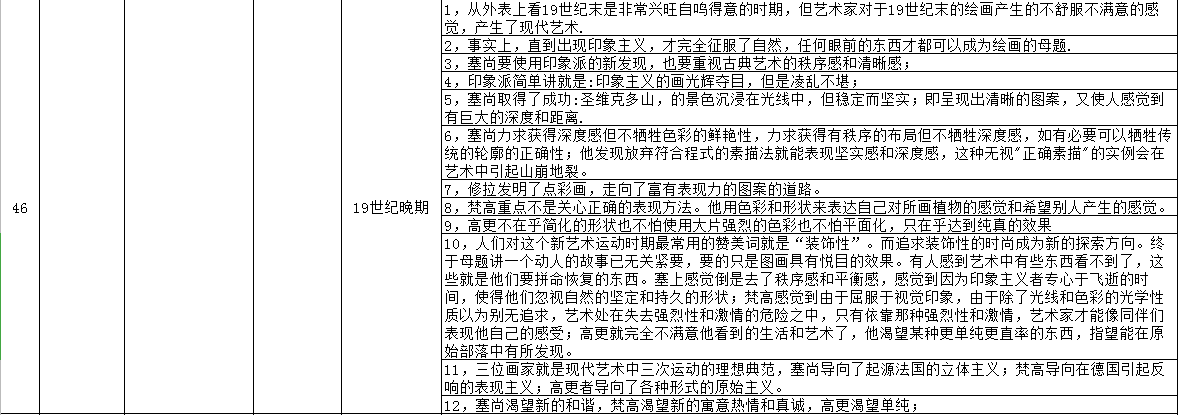 1，从外表上看19世纪末是非常兴旺自鸣得意的时期，但艺术家对于19世纪末的绘画产生的不舒服不满意的感
觉，产生了现代艺术.
2，事实上，直到出现印象主义，才完全征服了自然，任何眼前的东西才都可以成为绘画的母题.
3，塞尚要使用印象派的新发现，也要重视古典艺术的秩序感和清晰感；
4，印象派简单讲就是:印象主义的画光辉夺目，但是凌乱不堪；
5，塞尚取得了成功:圣维克多山，的景色沉浸在光线中，但稳定而坚实；即呈现出清晰的图案，又使人感觉到
有巨大的深度和距离.
6，塞尚力求获得深度感但不牺牲色彩的鲜艳性，力求获得有秩序的布局但不牺牲深度感，如有必要可以牺牲传
统的轮廓的正确性；他发现放弃符合程式的素描法就能表现坚实感和深度感，这种无视"正确素描"的实例会在
艺术中引起山崩地裂。
7，修拉发明了点彩画，走向了富有表现力的图案的道路。
46
19世纪晚期
8，梵高重点不是关心正确的表现方法。他用色彩和形状来表达自己对所画植物的感觉和希望别人产生的感觉。
9，高更不在乎简化的形状也不怕使用大片强烈的色彩也不怕平面化，只在乎达到纯真的效果
10，人们对这个新艺术运动时期最常用的赞美词就是“装饰性”。而追求装饰性的时尚成为新的探索方向。终
于母题讲一个动人的故事已无关紧要，要的只是图画具有悦目的效果。有人感到艺术中有些东西看不到了，这
些就是他们要拼命恢复的东西。塞上感觉倒是去了秩序感和平衡感，感觉到因为印象主义者专心于飞逝的时
间，使得他们忽视自然的坚定和持久的形状；梵高感觉到由于屈服于视觉印象，由于除了光线和色彩的光学性
质以为别无追求，艺术处在失去强烈性和激情的危险之中，只有依靠那种强烈性和激情，艺术家才能像同伴们
表现他自己的感受；高更就完全不满意他看到的生活和艺术了，他渴望某种更单纯更直率的东西，指望能在原
始部落中有所发现。
11，三位画家就是现代艺术中三次运动的理想典范，塞尚导向了起源法国的立体主义；梵高导向在德国引起反
响的表现主义；高更者导向了各种形式的原始主义。
12，塞尚渴望新的和谐，梵高渴望新的寓意热情和真诚，高更渴望单纯；